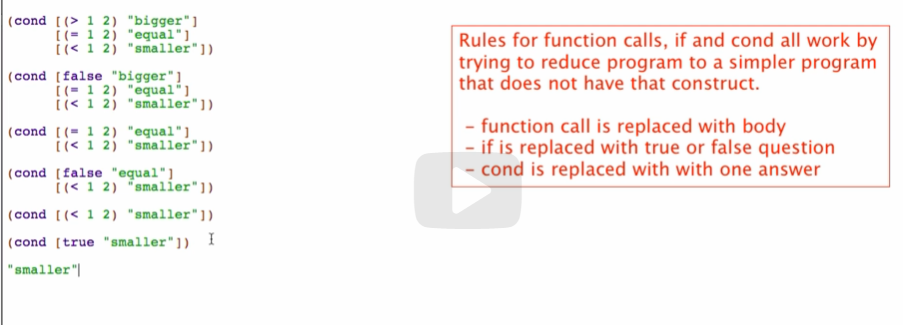 (cond [(> 1 2) "bigger"]
[(= 1 2) "equal"]
[(< 1 2) "smaller"])
(cond [false "bigger"]
[(= 1 2) "equal"]
[(< 1 2) "smaller"])
(cond [(= 1 2) "equal"]
[(< 1 2) "smaller"])
(cond [false "equal"]
[(< 1 2) "smaller"])
(cond [(< 1 2) "smaller"])
(cond [true "smaller"])
"smaller"
Rules for function calls, if and cond all work by
trying to reduce program to a simpler program
that does not have that construct.
- function call is replaced with body
- if is replaced with true or false question
- cond is replaced with with one answer